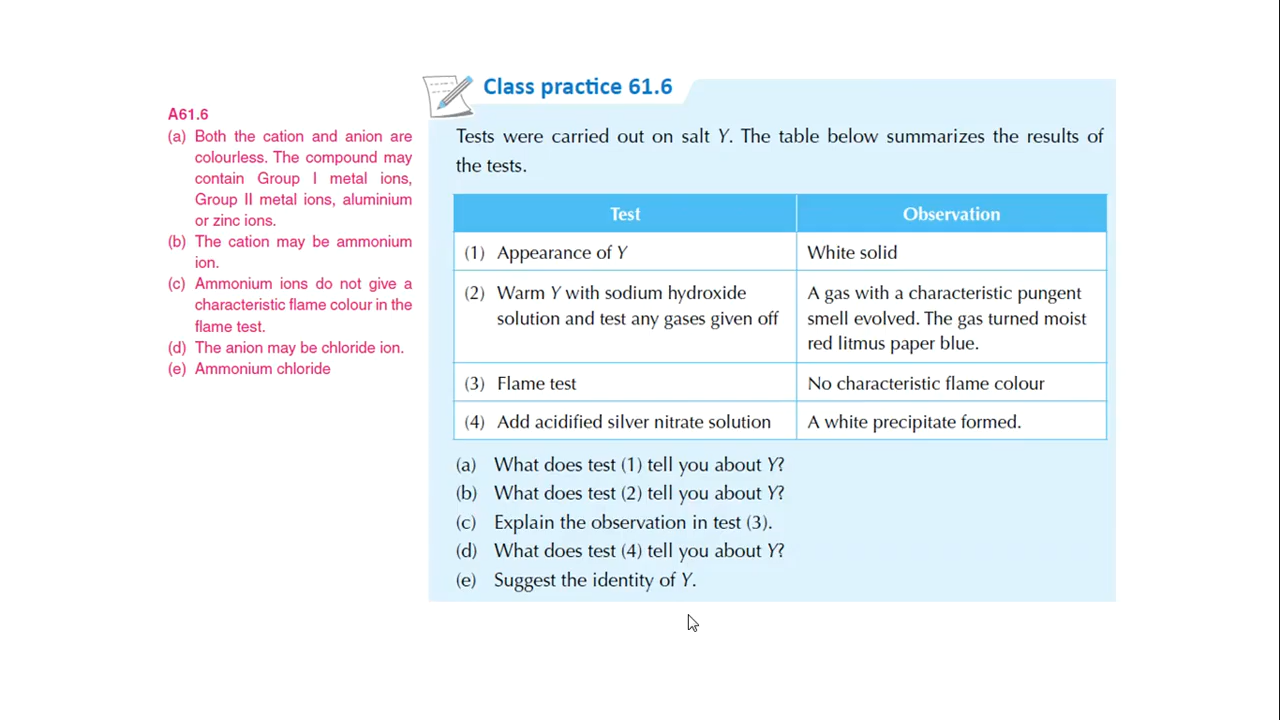 A61.6
(a) Both the cation and anion are
colourless. The compound may
contain Group I metal ions,
Group II metal ions, aluminium
or zinc ions.
(b) The cation may be ammonium
ion.
(c) Ammonium ions do not give a
characteristic flame colour in the
flame test.
(d) The anion may be chloride ion.
(e) Ammonium chloride
Class practice 61.6
Tests were carried out on salt Y. The table below summarizes the results of
the tests.
Test Observation
(1) Appearance of Y White solid
(2) Warm Y with sodium hydroxide
solution and test any gases given off
A gas with a characteristic pungent
smell evolved. The gas turned moist
red litmus paper blue.
(3) Flame test No characteristic flame colour
(4) Add acidified silver nitrate solution A white precipitate formed.
(a) What does test (1) tell you about Y?
(b) What does test (2) tell you about Y?
(c) Explain the observation in test (3).
(d) What does test (4) tell you about Y?
(e) Suggest the identity of Y.